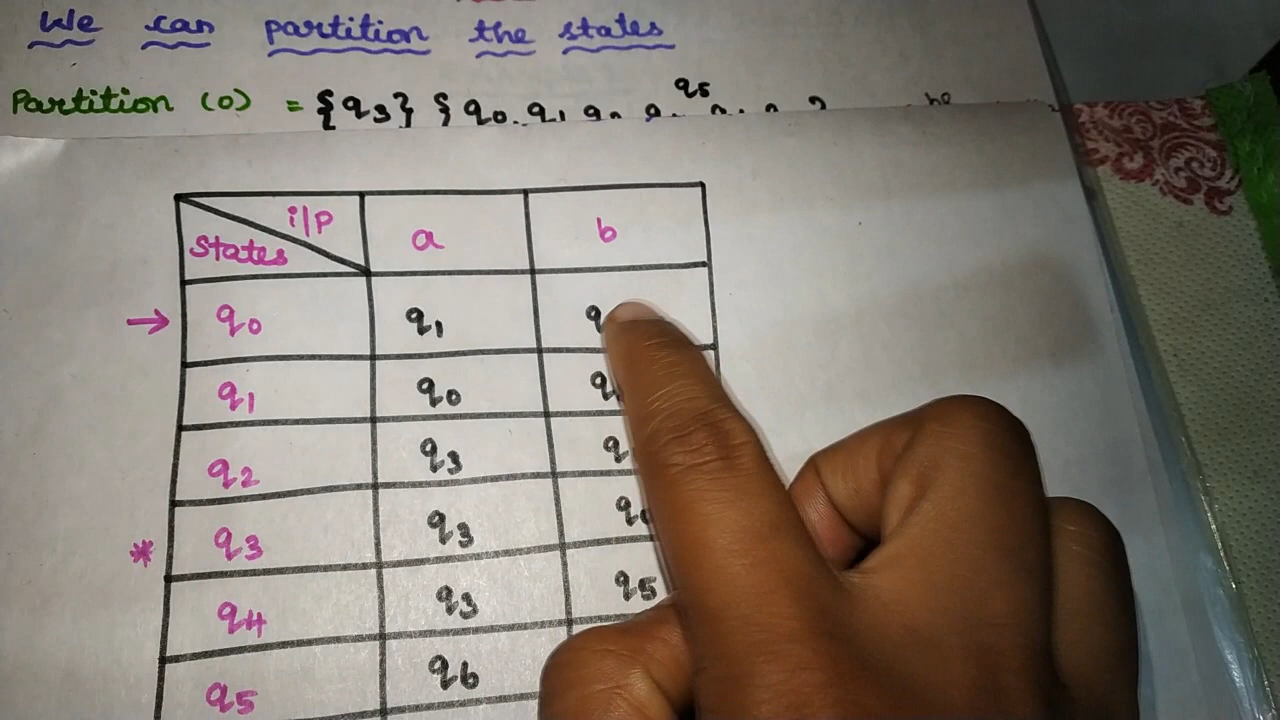 We can partition the states
q5
Partition (0) = {q3} { q0, q1
States i/p a b
→ q0 q1
q1 q0
q2 q3
* q3 q3
q4 q3 q5
q5 q6